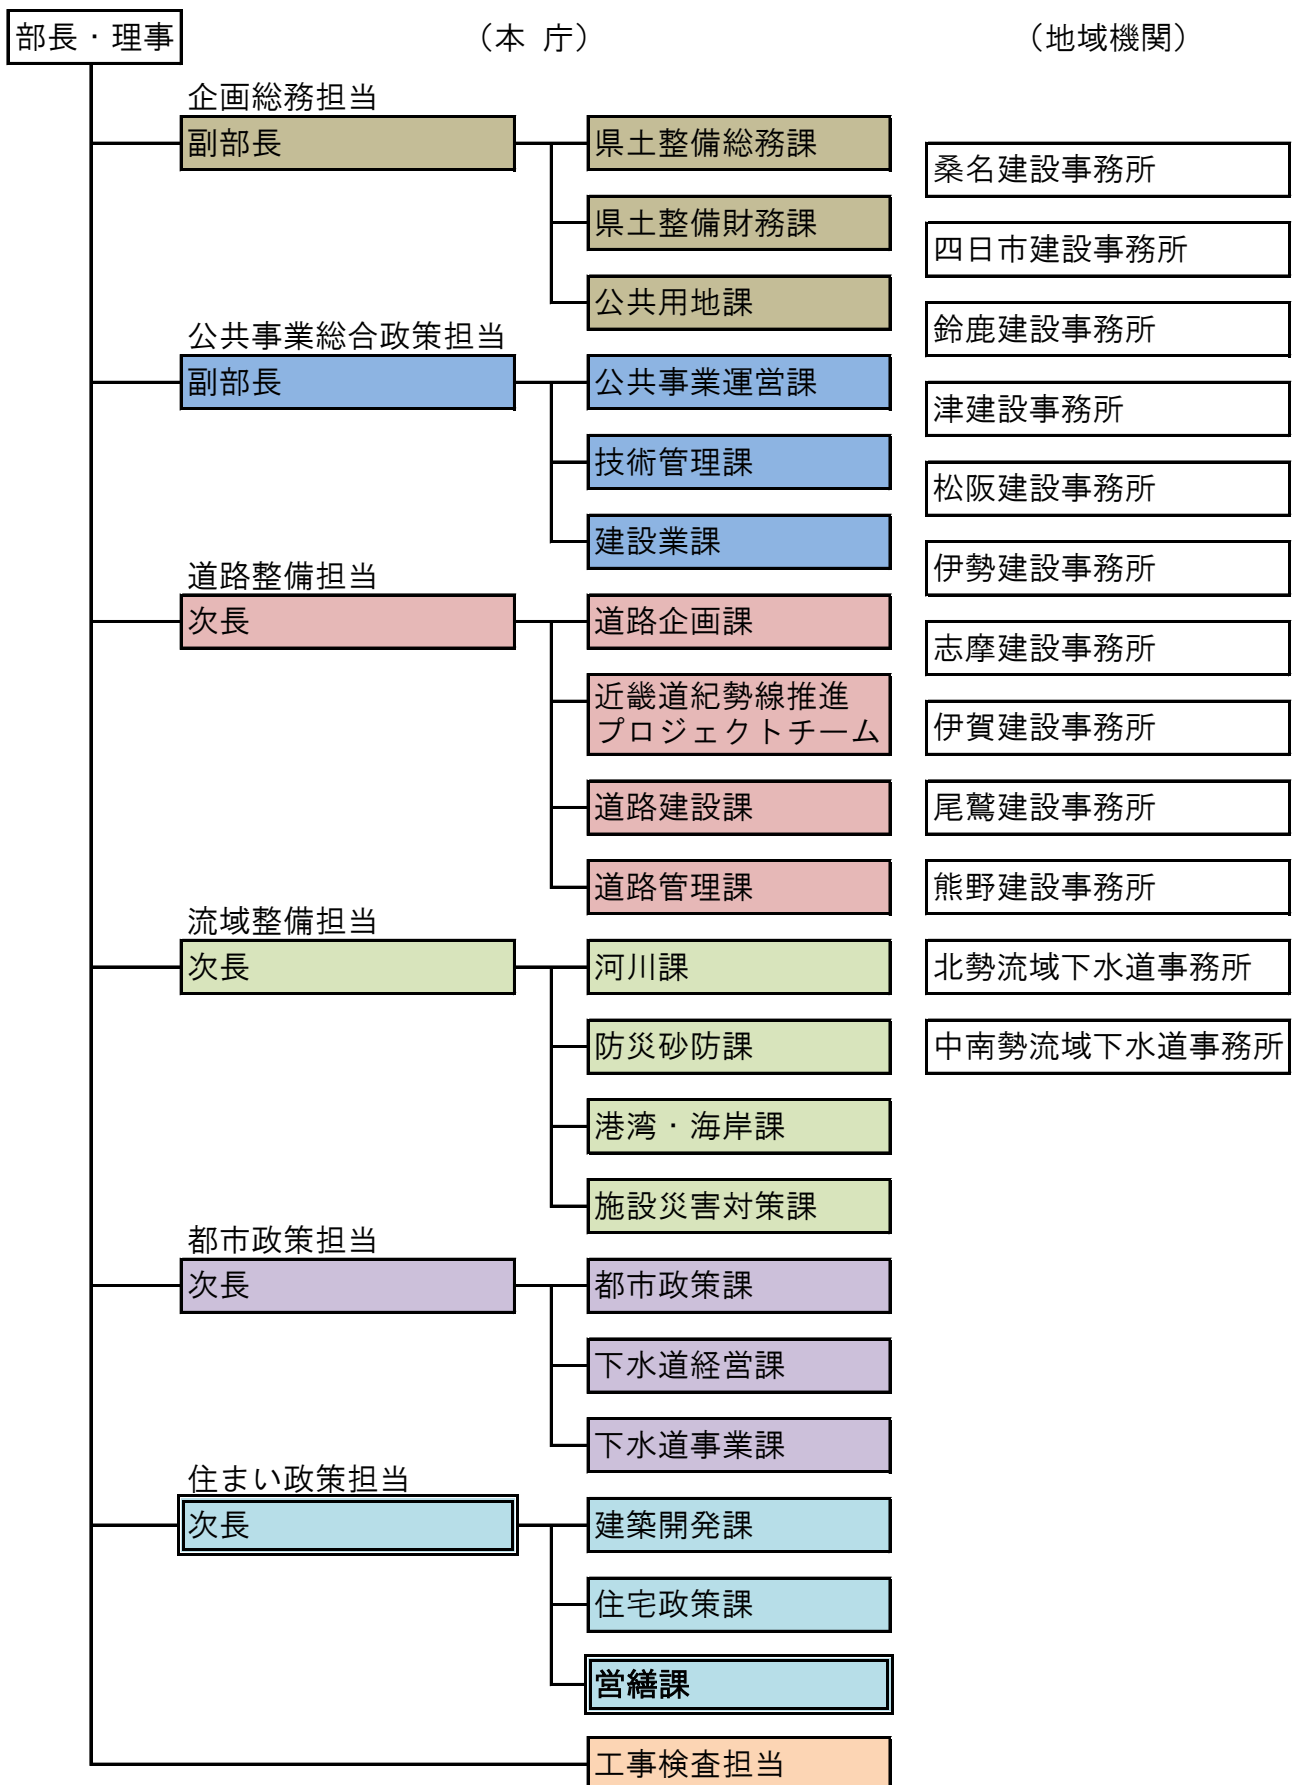 部長・理事
（本 庁）
（地域機関）
企画総務担当
副部長
県土整備総務課
県土整備財務課
公共用地課
公共事業総合政策担当
副部長
公共事業運営課
技術管理課
建設業課
道路整備担当
次長
道路企画課
近畿道紀勢線推進
プロジェクトチーム
道路建設課
道路管理課
流域整備担当
次長
河川課
防災砂防課
港湾・海岸課
施設災害対策課
都市政策担当
次長
都市政策課
下水道経営課
下水道事業課
住まい政策担当
次長
建築開発課
住宅政策課
営繕課
工事検査担当
桑名建設事務所
四日市建設事務所
鈴鹿建設事務所
津建設事務所
松阪建設事務所
伊勢建設事務所
志摩建設事務所
伊賀建設事務所
尾鷲建設事務所
熊野建設事務所
北勢流域下水道事務所
中南勢流域下水道事務所